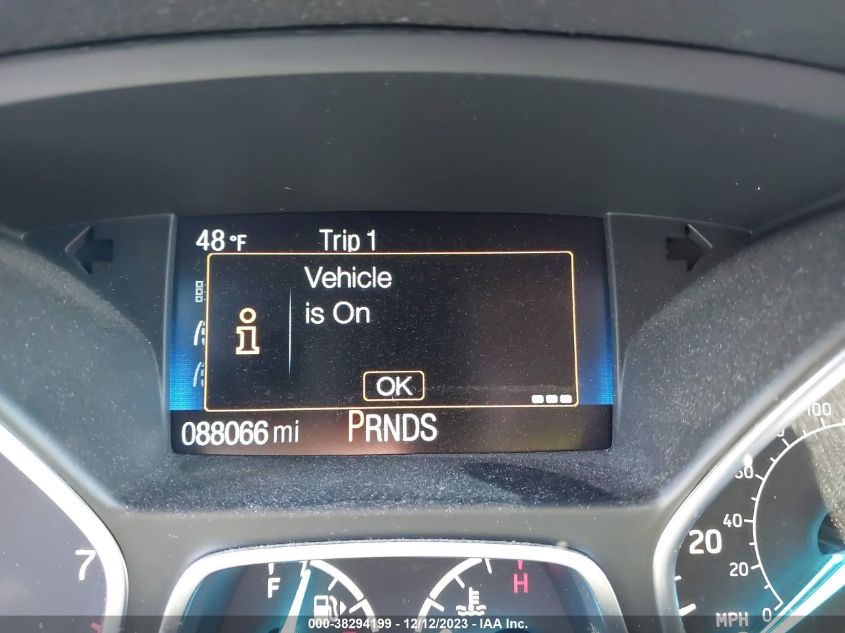 48 °F Trip 1
Vehicle
is On
OK
088066 mi PRNDS
7
F
H
100
80
40
20
20
0
MPH
000-38294199 - 12/12/2023 - IAA Inc.